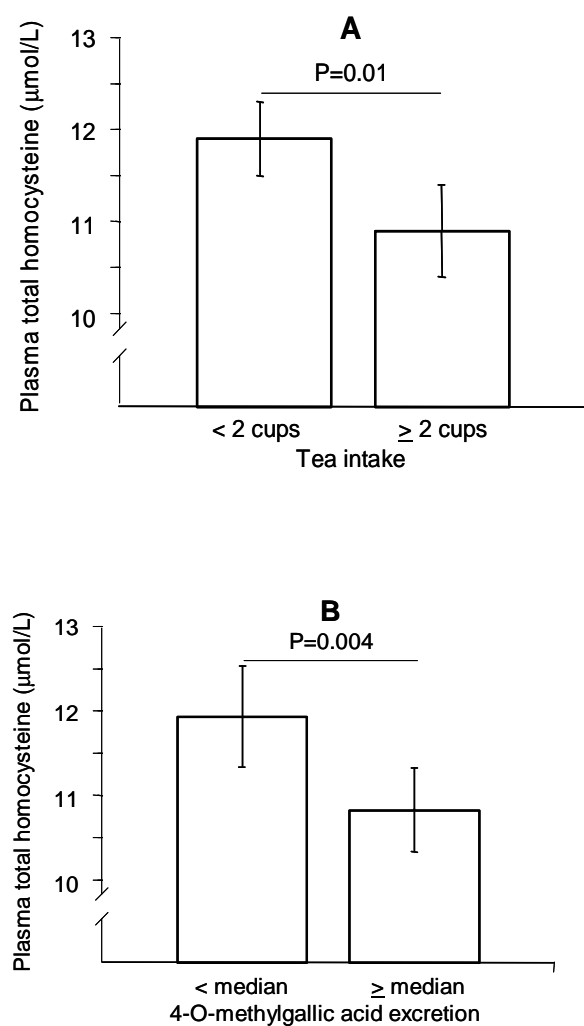 A
P=0.01
Plasma total homocysteine (μmol/L)
13
12
11
10
< 2 cups
≥ 2 cups
Tea intake
B
P=0.004
Plasma total homocysteine (μmol/L)
13
12
11
10
< median
≥ median
4-O-methylgallic acid excretion